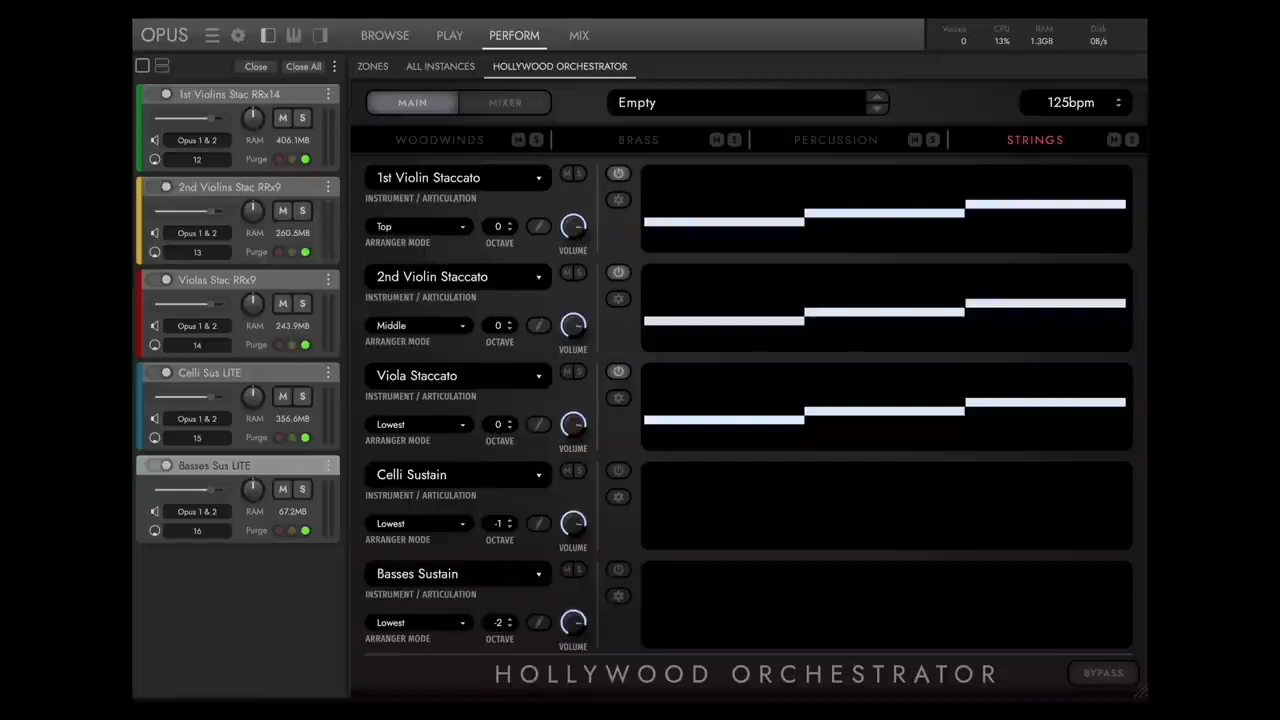 OPUS
BROWSE PLAY PERFORM MIX
Voices CPU RAM Disk
0 13% 1.3GB 0B/s
Close Close All
ZONES ALL INSTANCES HOLLYWOOD ORCHESTRATOR
MAIN MIXER Empty 125bpm
WOODWINDS M S BRASS M S PERCUSSION M S STRINGS M S
1st Violins Stac RRx14
M S
Opus 1 & 2 RAM 406.1MB
12 Purge
2nd Violins Stac RRx9
M S
Opus 1 & 2 RAM 260.5MB
13 Purge
Violas Stac RRx9
M S
Opus 1 & 2 RAM 243.9MB
14 Purge
Celli Sus LITE
M S
Opus 1 & 2 RAM 356.6MB
15 Purge
Basses Sus LITE
M S
Opus 1 & 2 RAM 67.2MB
16 Purge
1st Violin Staccato M S
INSTRUMENT / ARTICULATION
Top 0
ARRANGER MODE OCTAVE VOLUME
2nd Violin Staccato M S
INSTRUMENT / ARTICULATION
Middle 0
ARRANGER MODE OCTAVE VOLUME
Viola Staccato M S
INSTRUMENT / ARTICULATION
Lowest 0
ARRANGER MODE OCTAVE VOLUME
Celli Sustain M S
INSTRUMENT / ARTICULATION
Lowest -1
ARRANGER MODE OCTAVE VOLUME
Basses Sustain M S
INSTRUMENT / ARTICULATION
Lowest -2
ARRANGER MODE OCTAVE VOLUME
HOLLYWOOD ORCHESTRATOR BYPASS